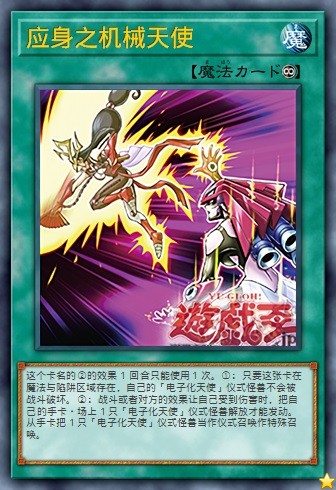 应身之机械天使
魔
【魔法カード】
YU-GI-OH!
遊戯王
这个卡名的②的效果1回合只能使用1次。①：只要这张卡在
魔法与陷阱区域存在，自己的「电子化天使」仪式怪兽不会被
战斗破坏。②：战斗或者对方的效果让自己受到伤害时，把自
己的手卡·场上1只「电子化天使」仪式怪兽解放才能发动。
从手卡把1只「电子化天使」仪式怪兽当作仪式召唤作特殊召
唤。